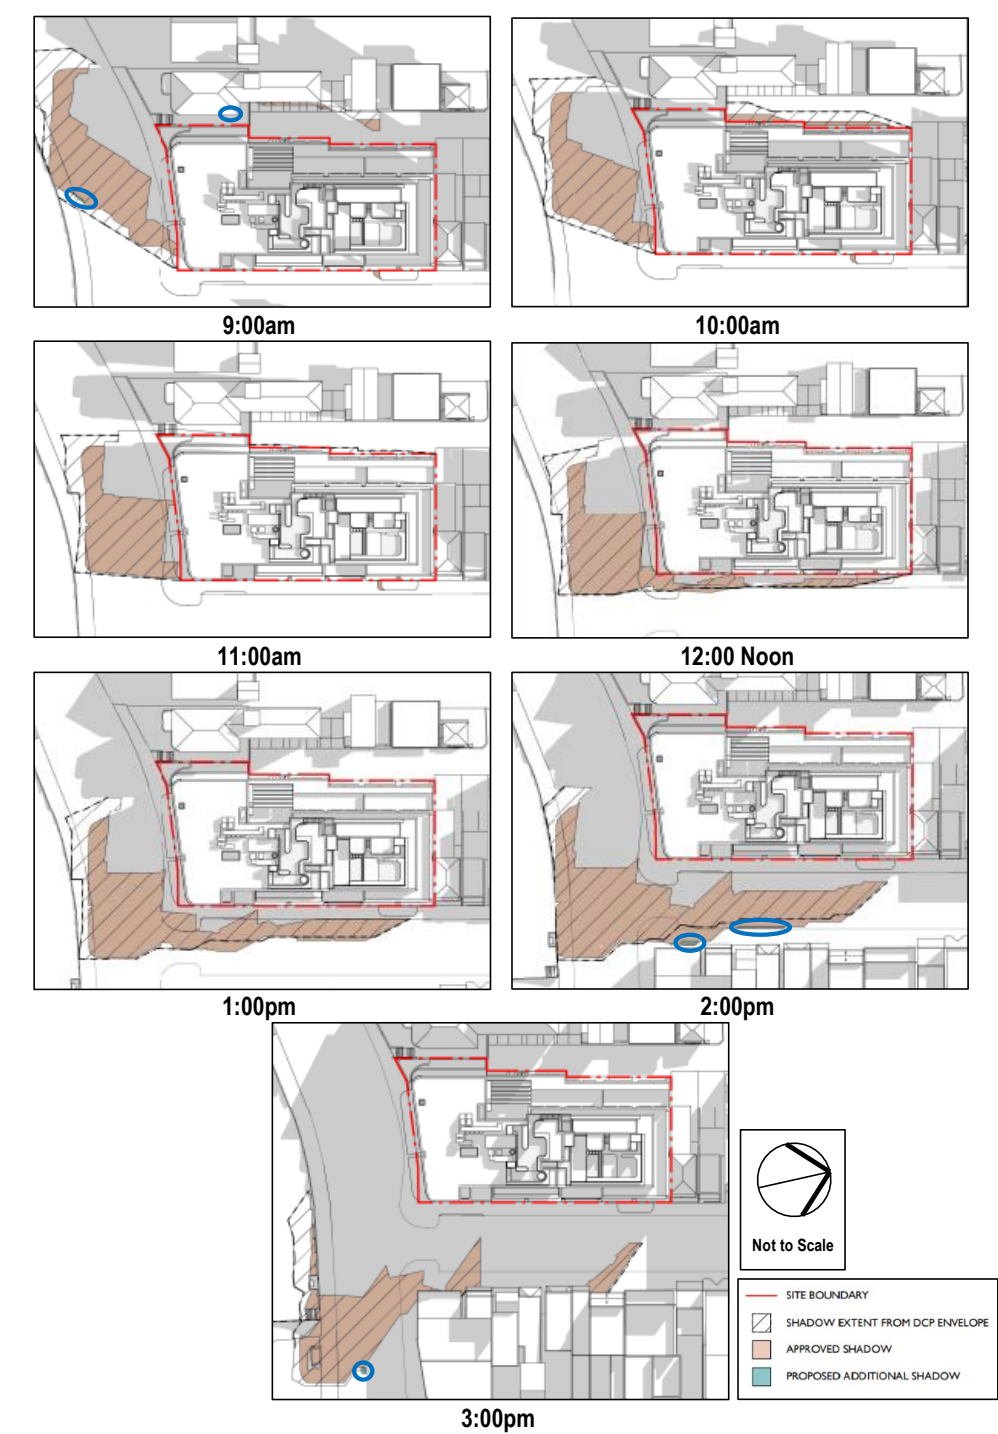 9:00am
10:00am
11:00am
12:00 Noon
1:00pm
2:00pm
3:00pm
Not to Scale
SITE BOUNDARY
SHADOW EXTENT FROM DCP ENVELOPE
APPROVED SHADOW
PROPOSED ADDITIONAL SHADOW